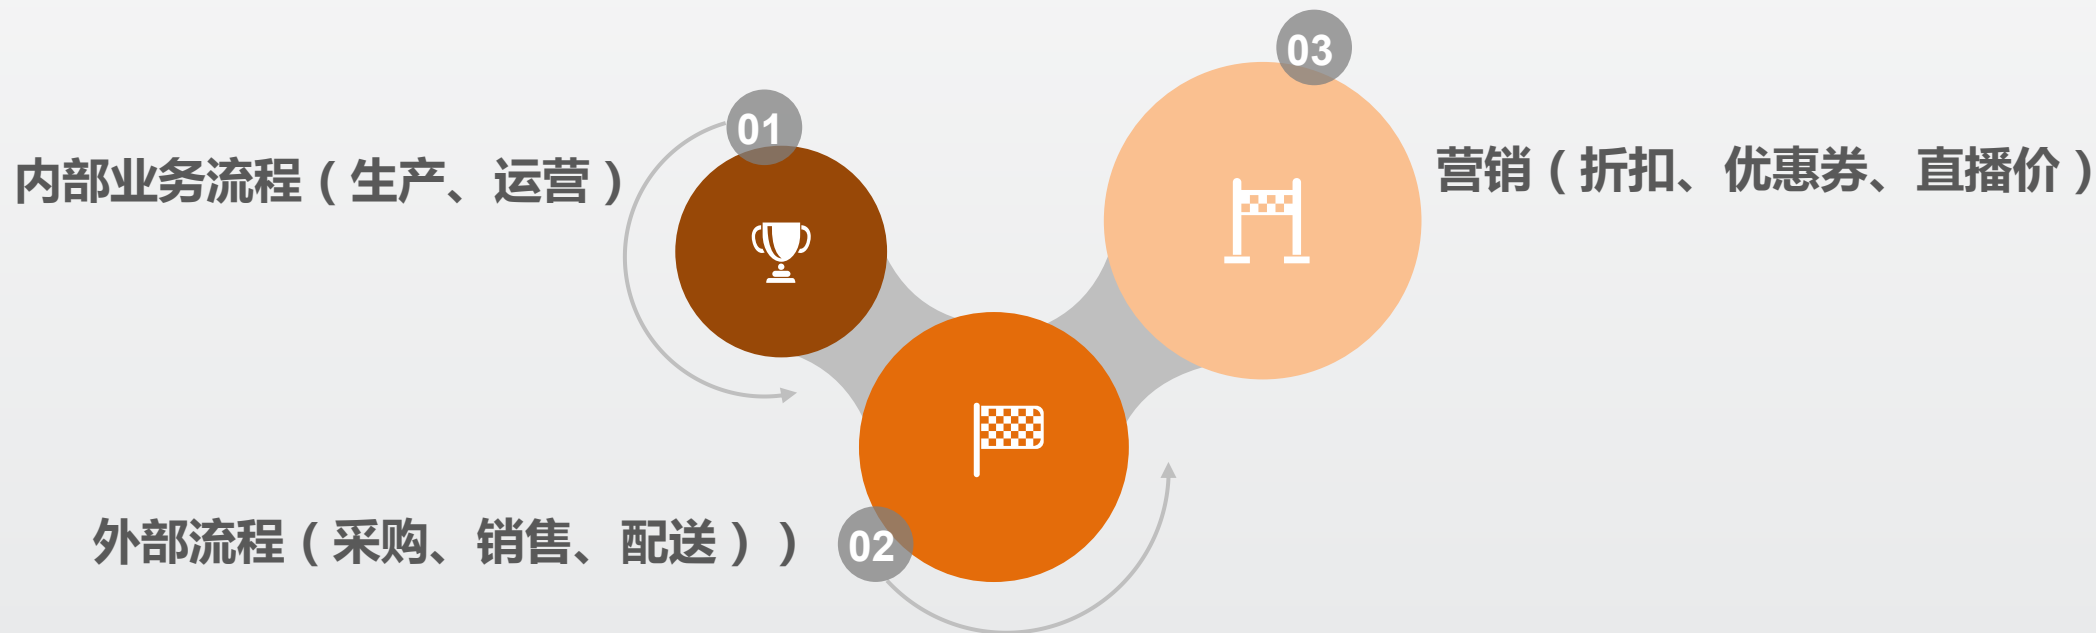 01
内部业务流程（生产、运营）
02
外部流程（采购、销售、配送））
03
营销（折扣、优惠券、直播价）